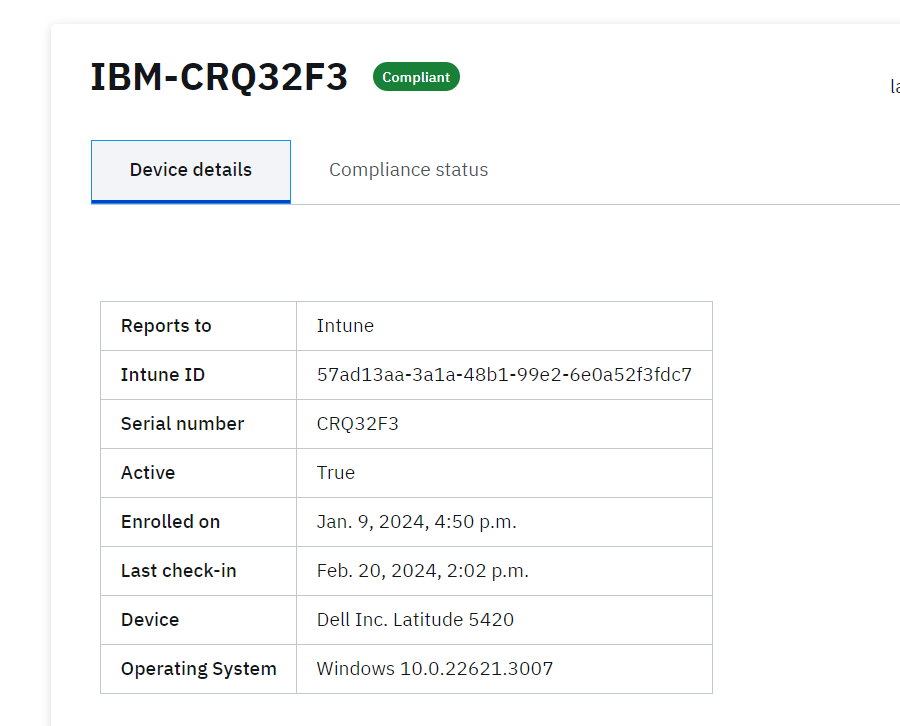 IBM-CRQ32F3 Compliant
Device details Compliance status
Reports to Intune
Intune ID 57ad13aa-3a1a-48b1-99e2-6e0a52f3fdc7
Serial number CRQ32F3
Active True
Enrolled on Jan. 9, 2024, 4:50 p.m.
Last check-in Feb. 20, 2024, 2:02 p.m.
Device Dell Inc. Latitude 5420
Operating System Windows 10.0.22621.3007